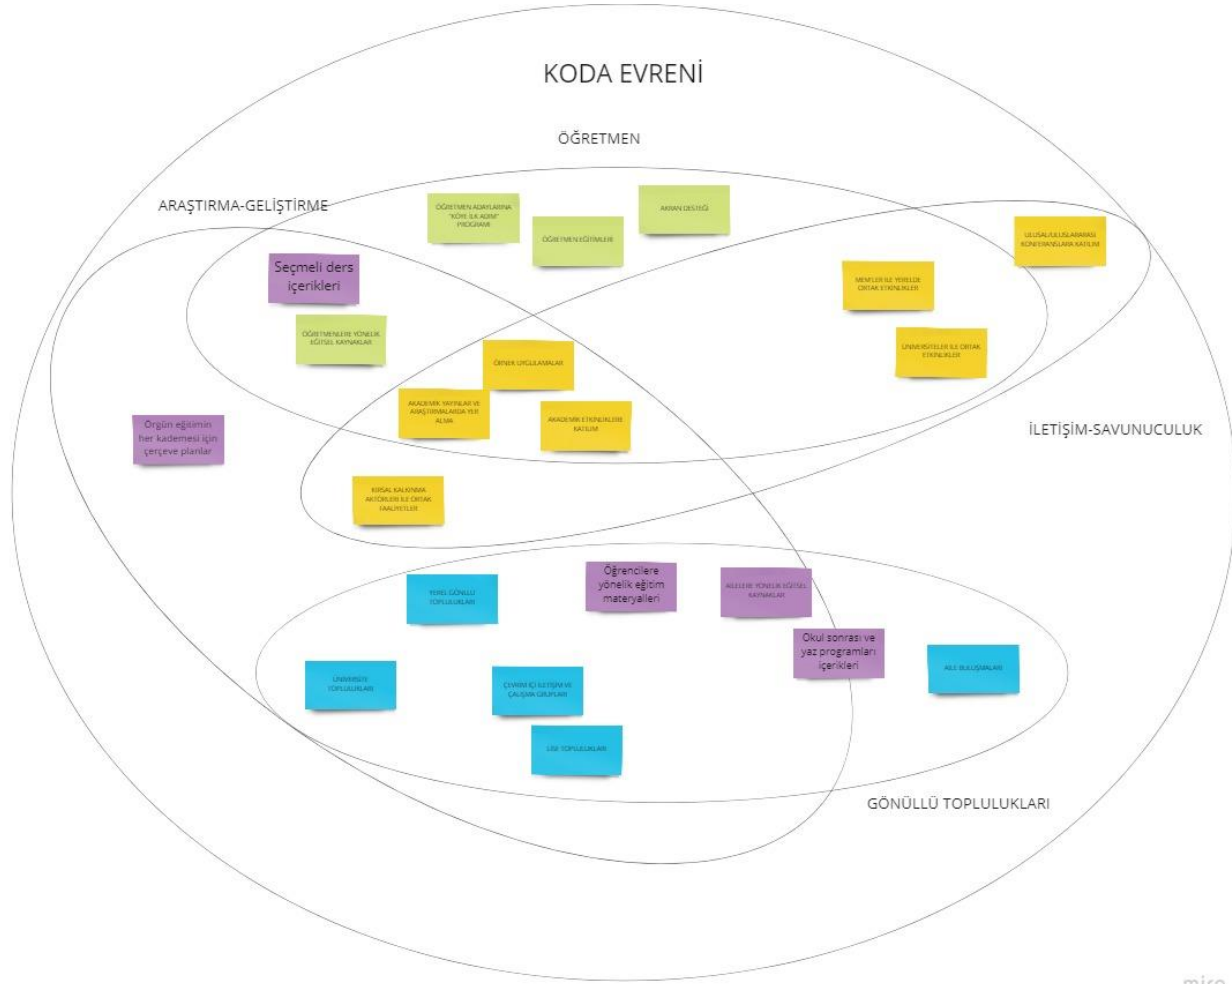 KODA EVRENİ
ÖĞRETMEN
ARAŞTIRMA-GELİŞTİRME
ÖĞRETMEN ADAYLARINA
"KÖYE İLK ADIM"
PROGRAMI
AKRAN DESTEĞİ
ÖĞRETMEN EĞİTİMLERİ
ULUSAL/ULUSLARARASI
KONFERANSLARA KATILIM
Seçmeli ders
içerikleri
MEM'LER İLE YERELDE
ORTAK ETKİNLİKLER
ÖĞRETMENLERE YÖNELİK
EĞİTSEL KAYNAKLAR
ÜNİVERSİTELER İLE ORTAK
ETKİNLİKLER
ÖRNEK UYGULAMALAR
AKADEMİK YAYINLAR VE
ARAŞTIRMALARDA YER
ALMA
AKADEMİK ETKİNLİKLERE
KATILIM
Örgün eğitimin
her kademesi için
çerçeve planlar
İLETİŞİM-SAVUNUCULUK
KIRSAL KALKINMA
AKTÖRLERİ İLE ORTAK
FAALİYETLER
YEREL GÖNÜLLÜ
TOPLULUKLARI
Öğrencilere
yönelik eğitim
materyalleri
AİLELERE YÖNELİK EĞİTSEL
KAYNAKLAR
Okul sonrası ve
yaz programları
içerikleri
AİLE BULUŞMALARI
ÜNİVERSİTE
TOPLULUKLARI
ÇEVRİM İÇİ İLETİŞİM VE
ÇALIŞMA GRUPLARI
LİSE TOPLULUKLARI
GÖNÜLLÜ TOPLULUKLARI
miro